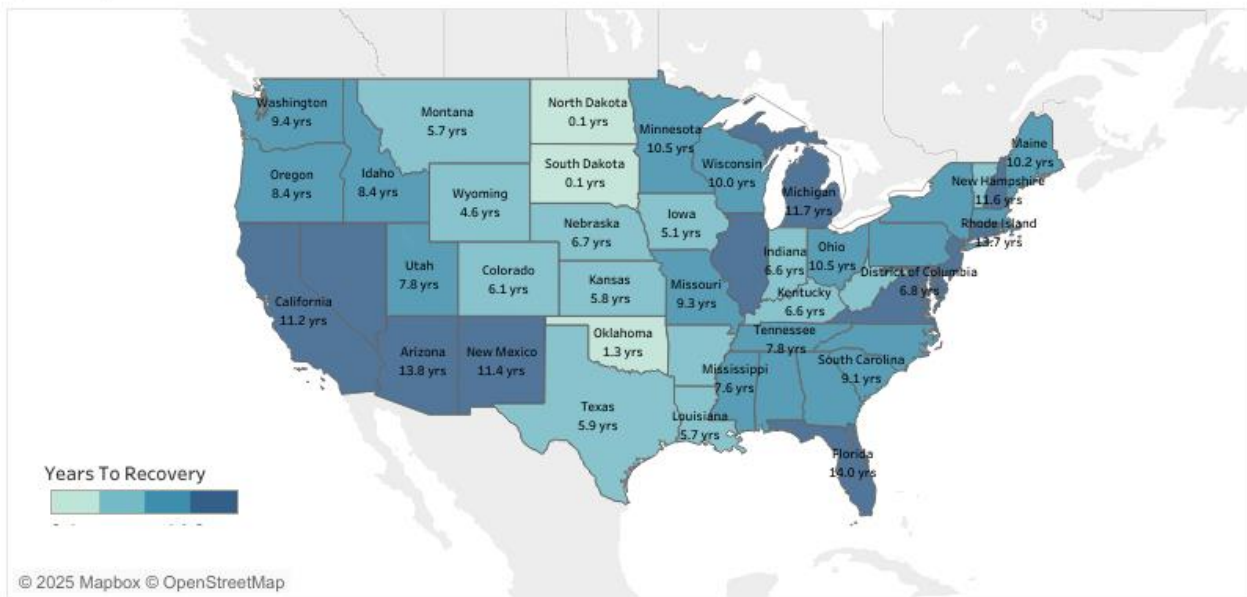 Washington
9.4 yrs
Montana
5.7 yrs
North Dakota
0.1 yrs
Minnesota
10.5 yrs
Maine
10.2 yrs
Oregon
8.4 yrs
Idaho
8.4 yrs
South Dakota
0.1 yrs
Wisconsin
10.0 yrs
Michigan
11.7 yrs
New Hampshire
11.6 yrs
Wyoming
4.6 yrs
Nebraska
6.7 yrs
Iowa
5.1 yrs
Rhode Island
13.7 yrs
Utah
7.8 yrs
Colorado
6.1 yrs
Kansas
5.8 yrs
Missouri
9.3 yrs
Indiana
6.6 yrs
Ohio
10.5 yrs
District of Columbia
6.8 yrs
Kentucky
6.6 yrs
California
11.2 yrs
Arizona
13.8 yrs
New Mexico
11.4 yrs
Oklahoma
1.3 yrs
Tennessee
7.8 yrs
South Carolina
9.1 yrs
Mississippi
7.6 yrs
Texas
5.9 yrs
Louisiana
5.7 yrs
Florida
14.0 yrs
Years To Recovery
© 2025 Mapbox © OpenStreetMap